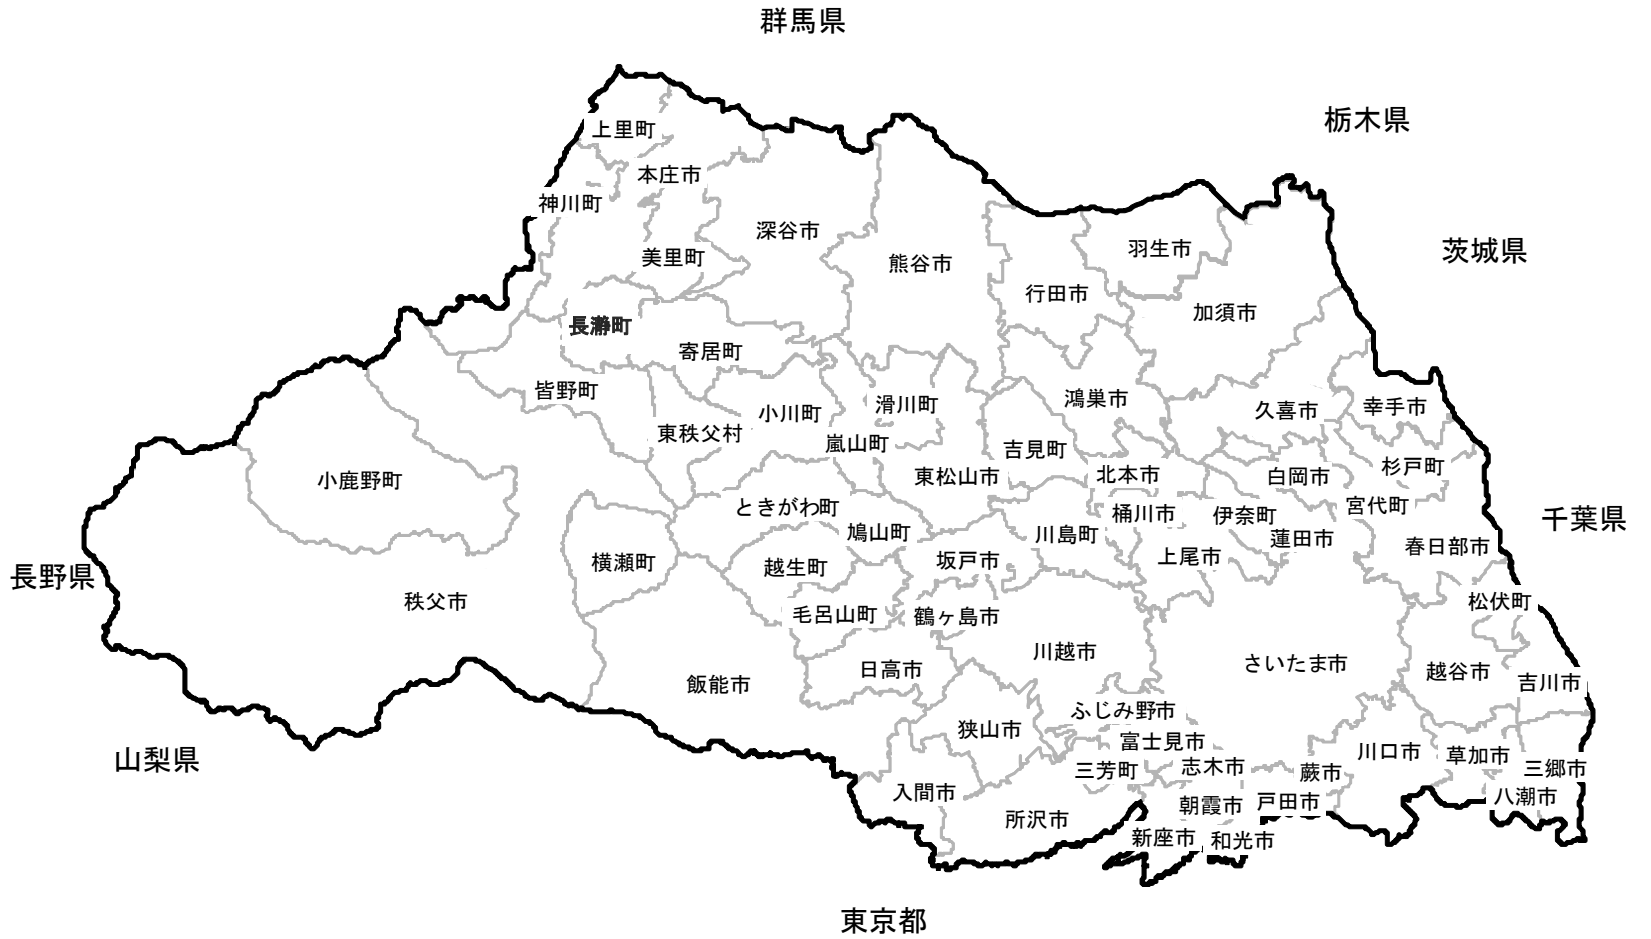 群馬県
栃木県
茨城県
千葉県
長野県
山梨県
東京都
上里町
本庄市
神川町
美里町
深谷市
熊谷市
羽生市
行田市
加須市
長瀞町
寄居町
皆野町
小川町
滑川町
鴻巣市
久喜市
幸手市
東秩父村
嵐山町
吉見町
小鹿野町
東松山市
北本市
白岡市
杉戸町
ときがわ町
桶川市
伊奈町
宮代町
鳩山町
川島町
蓮田市
横瀬町
越生町
坂戸市
上尾市
春日部市
秩父市
毛呂山町
鶴ヶ島市
松伏町
川越市
さいたま市
飯能市
日高市
越谷市
吉川市
狭山市
ふじみ野市
富士見市
川口市
草加市
三芳町
志木市
蕨市
三郷市
入間市
所沢市
朝霞市
戸田市
八潮市
新座市
和光市